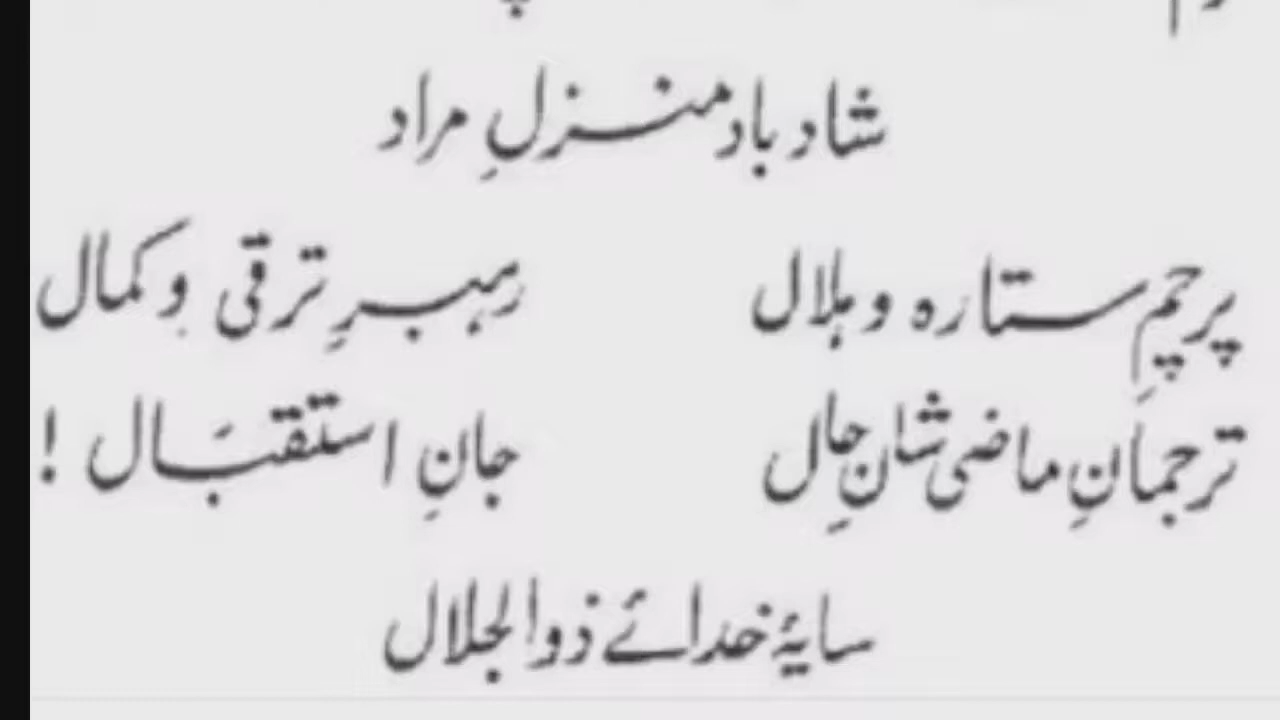 شاد باد منزلِ مراد
پرچمِ ستارہ و ہلال رہبرِ ترقی و کمال
ترجمانِ ماضی شانِ حال جانِ استقبال !
سایۂ خدائے ذوالجلال